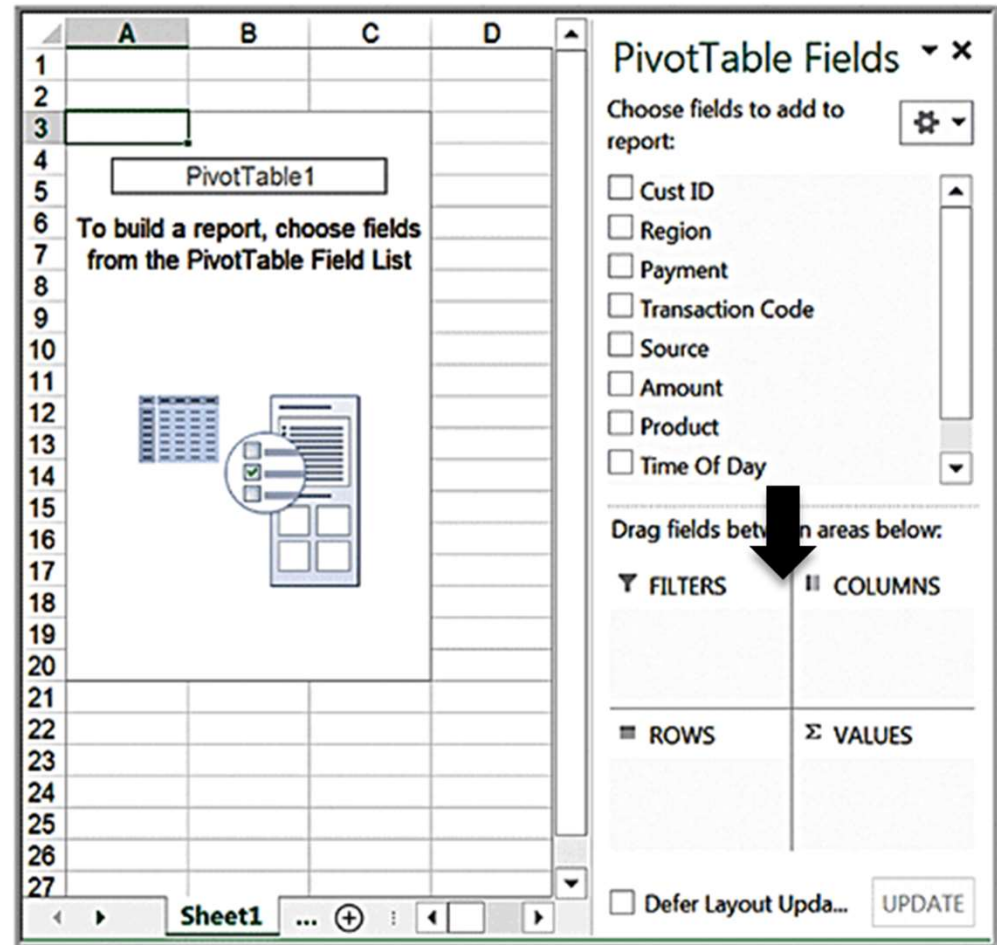 A B C D
1
2
3
4
PivotTable1
5
6
To build a report, choose fields
7
from the PivotTable Field List
8
9
10
11
12
13
14
15
16
17
18
19
20
21
22
23
24
25
26
27
Sheet1 ...
PivotTable Fields
Choose fields to add to
report:
Cust ID
Region
Payment
Transaction Code
Source
Amount
Product
Time Of Day
Drag fields betw n areas below:
FILTERS
COLUMNS
ROWS
Σ VALUES
Defer Layout Upda...
UPDATE